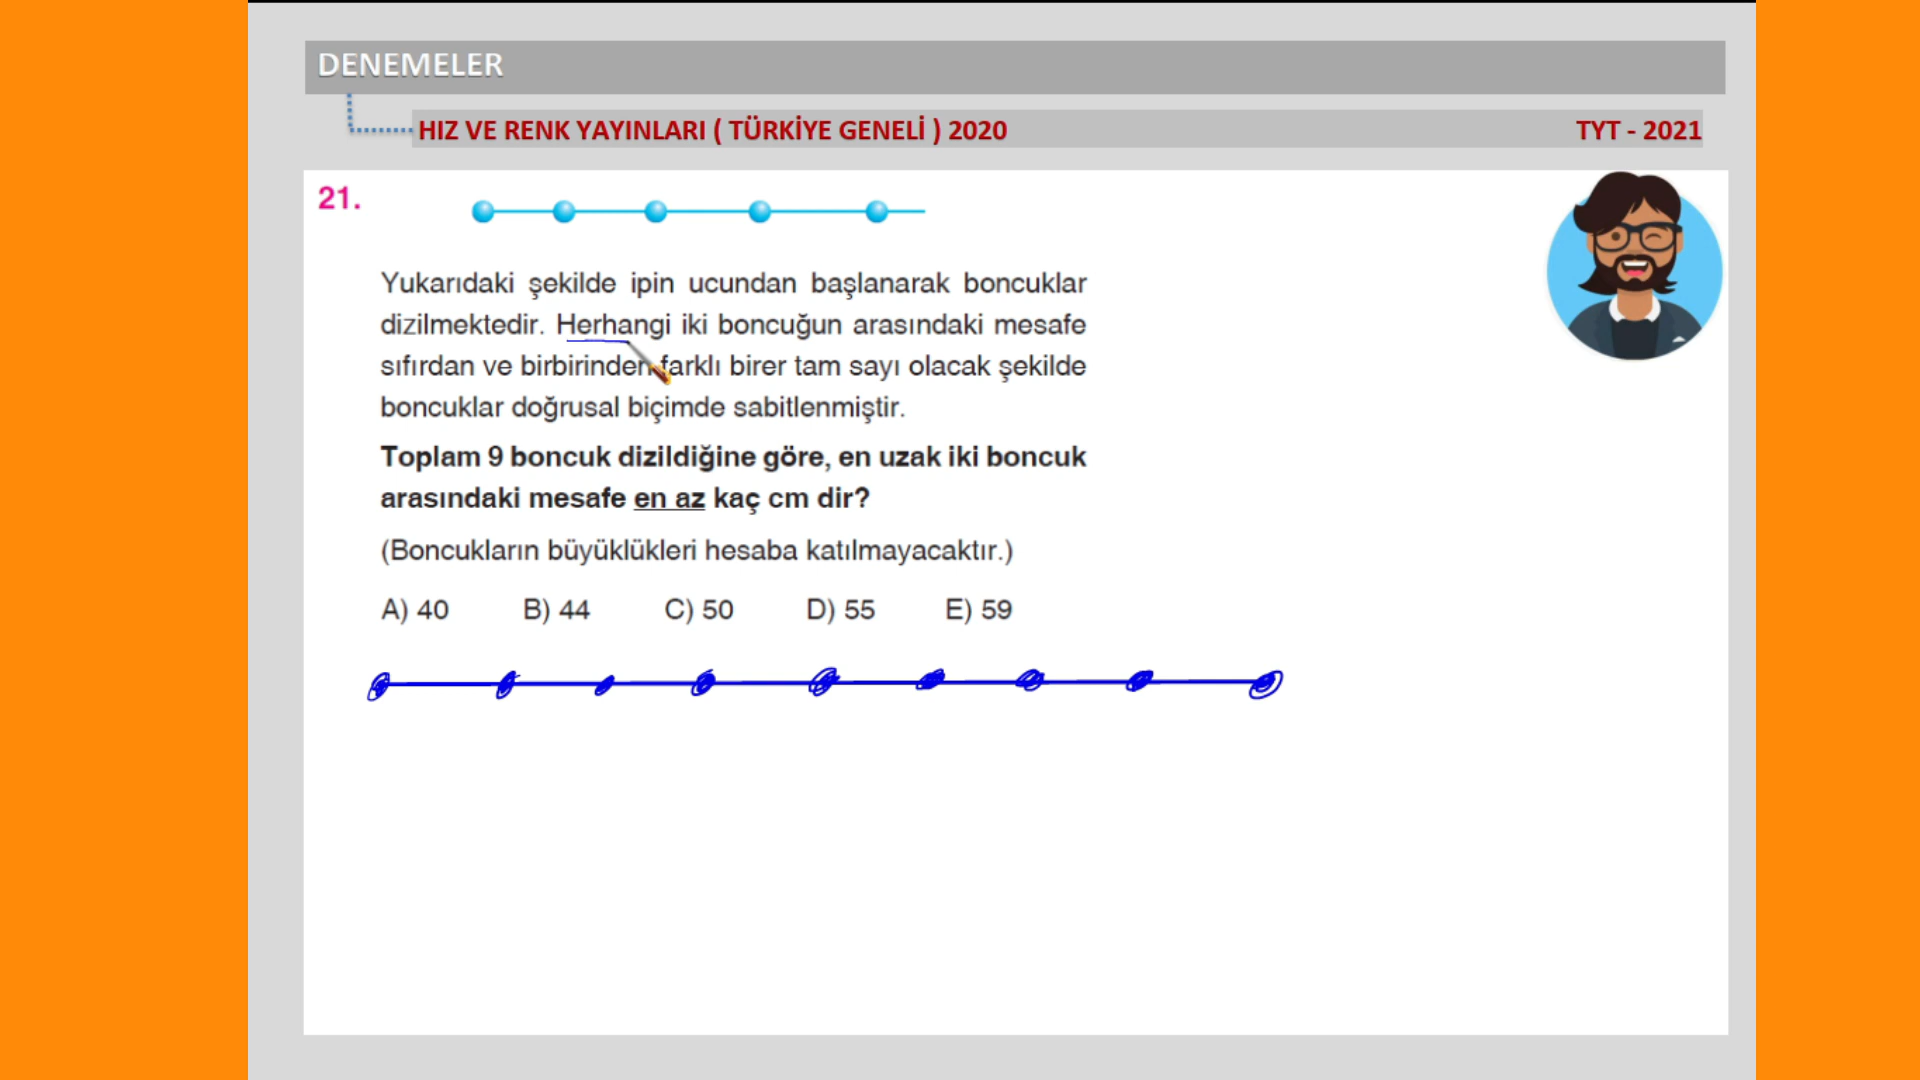 DENEMELER
HIZ VE RENK YAYINLARI ( TÜRKİYE GENELİ ) 2020 TYT - 2021
21.
Yukarıdaki şekilde ipin ucundan başlanarak boncuklar
dizilmektedir. Herhangi iki boncuğun arasındaki mesafe
sıfırdan ve birbirinden farklı birer tam sayı olacak şekilde
boncuklar doğrusal biçimde sabitlenmiştir.
Toplam 9 boncuk dizildiğine göre, en uzak iki boncuk
arasındaki mesafe en az kaç cm dir?
(Boncukların büyüklükleri hesaba katılmayacaktır.)
A) 40 B) 44 C) 50 D) 55 E) 59